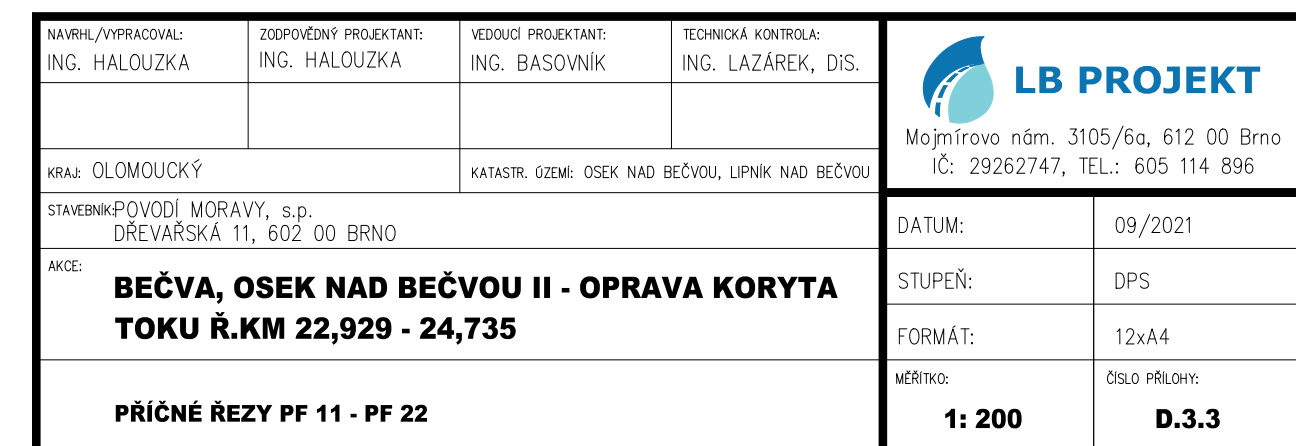 NAVRHL/VYPRACOVAL:
ING. HALOUZKA
ZODPOVĚDNÝ PROJEKTANT:
ING. HALOUZKA
VEDOUCÍ PROJEKTANT:
ING. BASOVNÍK
TECHNICKÁ KONTROLA:
ING. LAZÁREK, DiS.
LB PROJEKT
Mojmírovo nám. 3105/6a, 612 00 Brno
IČ: 29262747, TEL.: 605 114 896
KRAJ: OLOMOUCKÝ
KATASTR. ÚZEMÍ: OSEK NAD BEČVOU, LIPNÍK NAD BEČVOU
STAVEBNÍK: POVODÍ MORAVY, s.p.
DŘEVAŘSKÁ 11, 602 00 BRNO
AKCE:
BEČVA, OSEK NAD BEČVOU II - OPRAVA KORYTA
TOKU Ř.KM 22,929 - 24,735
PŘÍČNÉ ŘEZY PF 11 - PF 22
DATUM: 09/2021
STUPEŇ: DPS
FORMÁT: 12xA4
MĚŘÍTKO:
1: 200
ČÍSLO PŘÍLOHY:
D.3.3